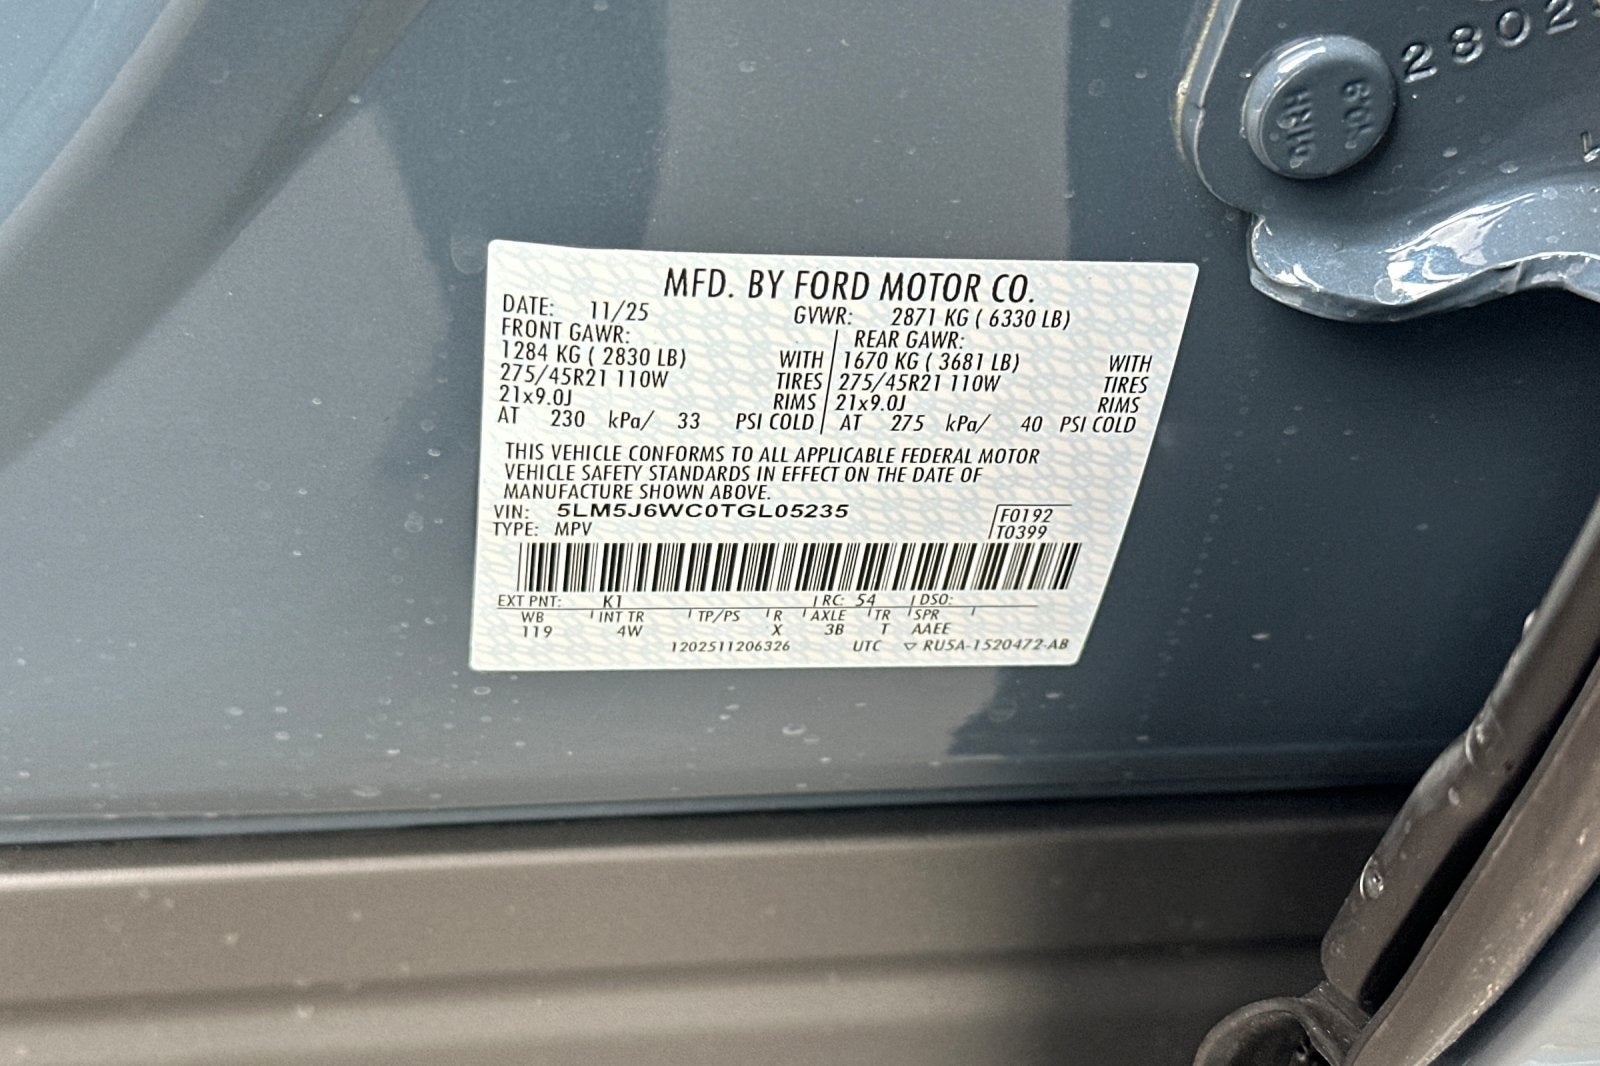 2802
HHG
10.9
MFD. BY FORD MOTOR CO.
DATE: 11/25 GVWR: 2871 KG ( 6330 LB)
FRONT GAWR: REAR GAWR:
1284 KG ( 2830 LB) WITH 1670 KG ( 3681 LB) WITH
275/45R21 110W TIRES 275/45R21 110W TIRES
21x9.0J RIMS 21x9.0J RIMS
AT 230 kPa/ 33 PSI COLD AT 275 kPa/ 40 PSI COLD
THIS VEHICLE CONFORMS TO ALL APPLICABLE FEDERAL MOTOR
VEHICLE SAFETY STANDARDS IN EFFECT ON THE DATE OF
MANUFACTURE SHOWN ABOVE.
VIN: 5LM5J6WC0TGL05235 F0192
TYPE: MPV T0399
EXT PNT: K1 RC: 54 DSO:
WB INT TR TP/PS R AXLE TR SPR
119 4W X 3B T AAEE
1202511206326 UTC ▽ RU5A-1520472-AB